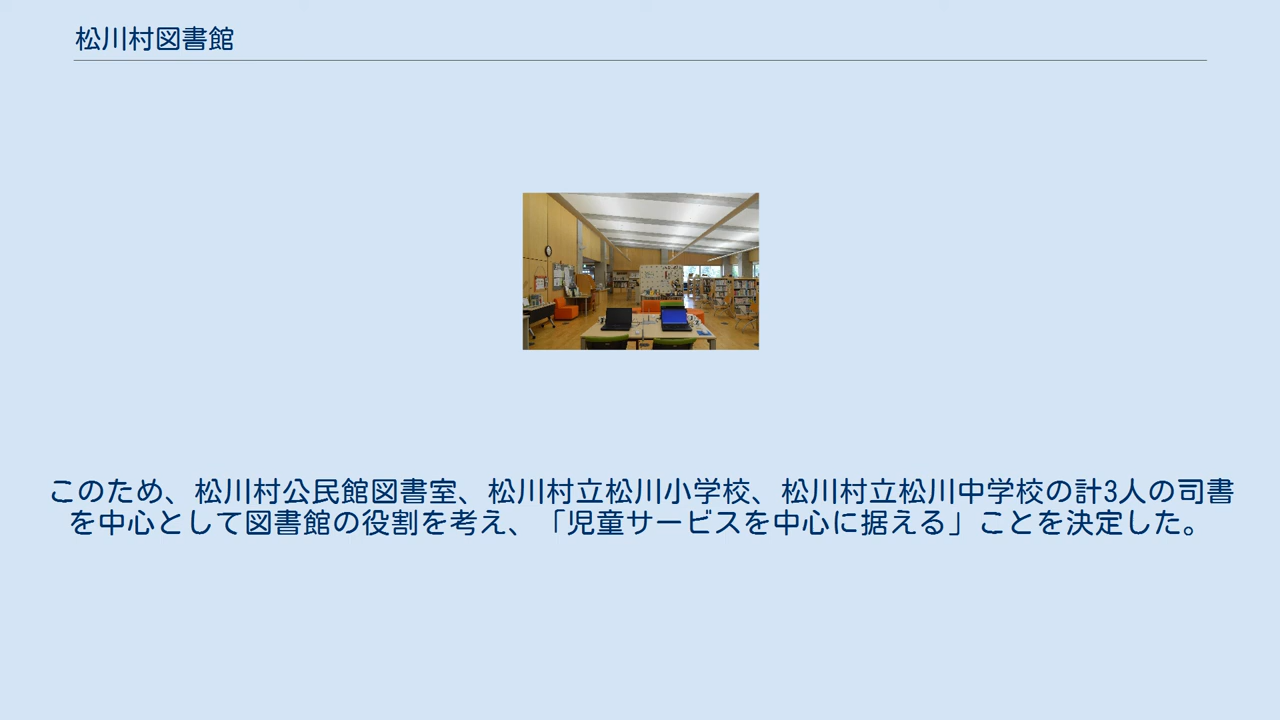 松川村図書館
このため、松川村公民館図書室、松川村立松川小学校、松川村立松川中学校の計3人の司書
を中心として図書館の役割を考え、「児童サービスを中心に据える」ことを決定した。